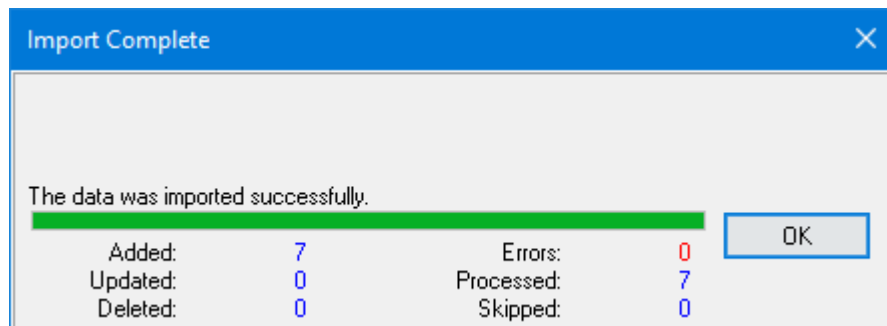 Import Complete
The data was imported successfully.
OK
Added: 7 Errors: 0
Updated: 0 Processed: 7
Deleted: 0 Skipped: 0